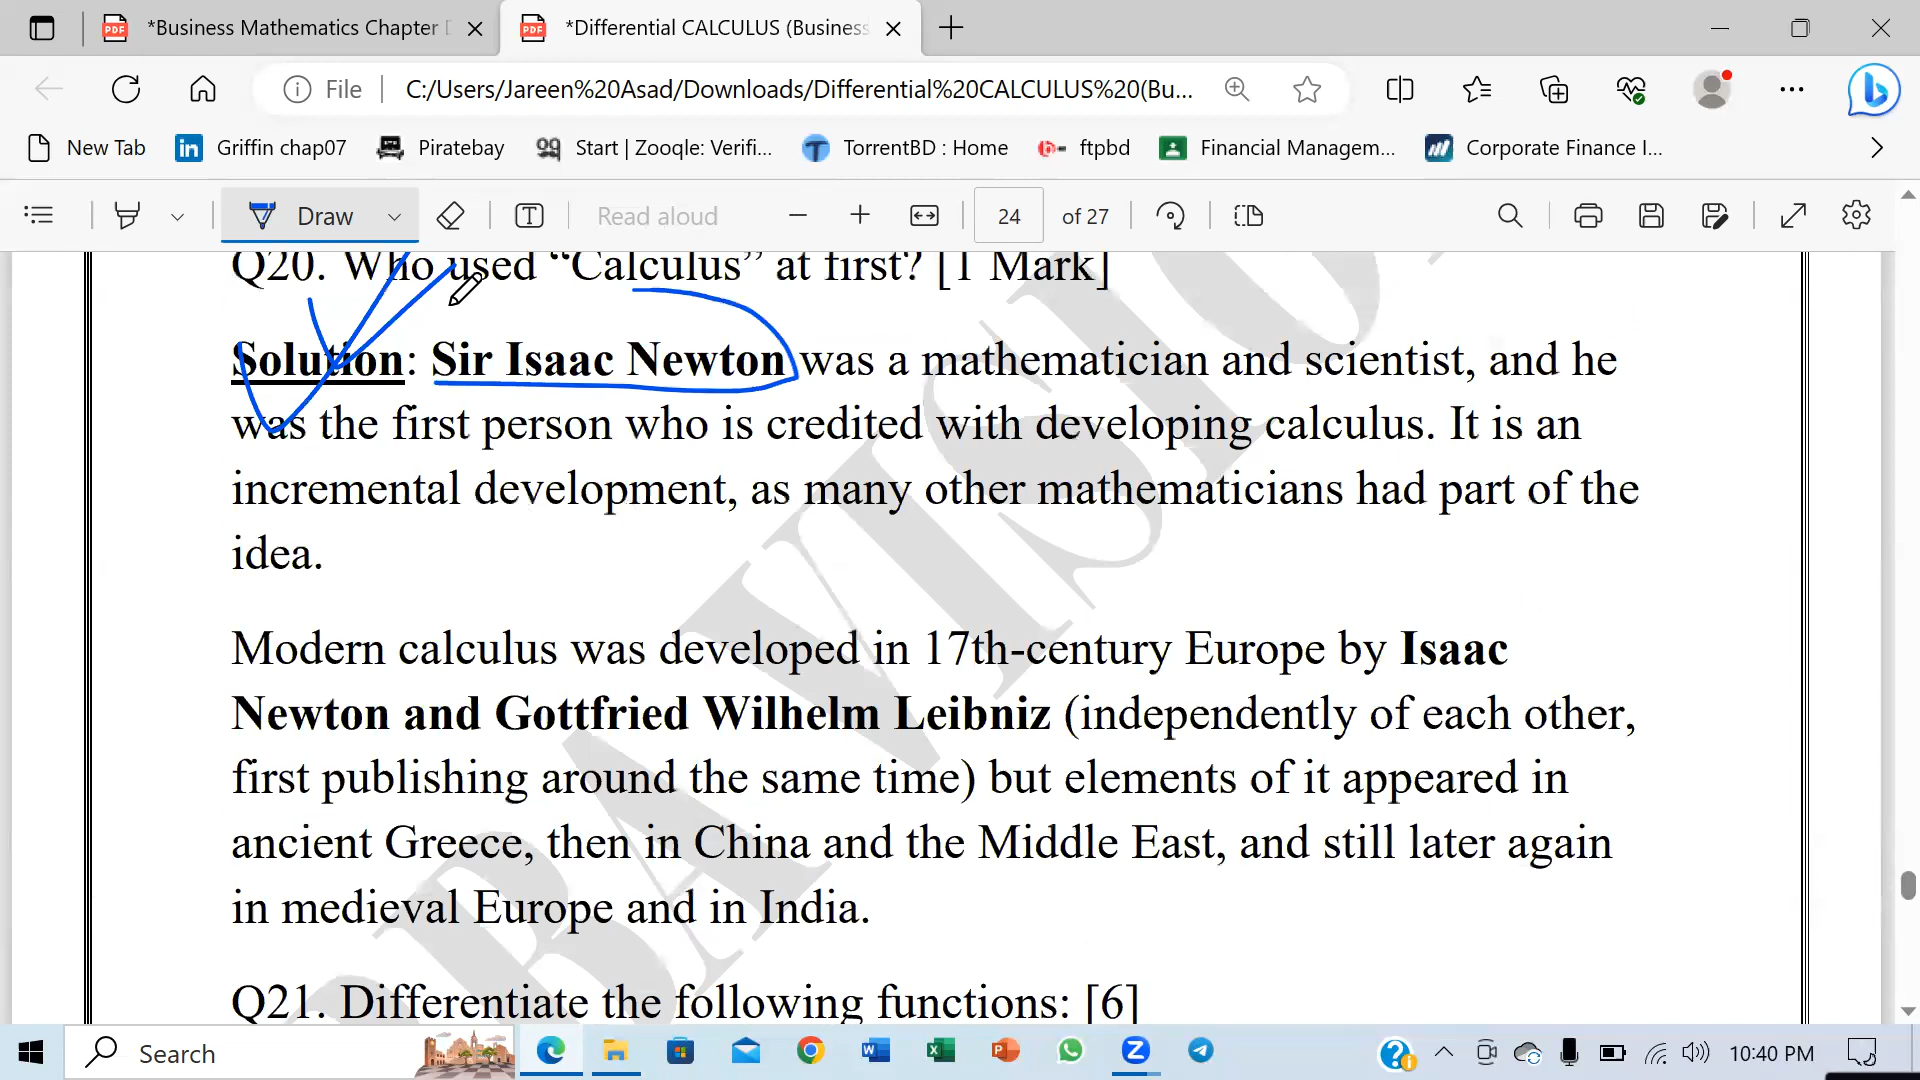 *Business Mathematics Chapter
*Differential CALCULUS (Business
File
C:/Users/Jareen%20Asad/Downloads/Differential%20CALCULUS%20(Bu...
New Tab
Griffin chap07
Piratebay
Start | Zooqle: Verifi...
TorrentBD : Home
ftpbd
Financial Managem...
Corporate Finance I...
Draw
Read aloud
24
of 27
Q20. Who used “Calculus” at first? [1 Mark]
Solution: Sir Isaac Newton was a mathematician and scientist, and he
was the first person who is credited with developing calculus. It is an
incremental development, as many other mathematicians had part of the
idea.
Modern calculus was developed in 17th-century Europe by Isaac
Newton and Gottfried Wilhelm Leibniz (independently of each other,
first publishing around the same time) but elements of it appeared in
ancient Greece, then in China and the Middle East, and still later again
in medieval Europe and in India.
Q21. Differentiate the following functions: [6]
Search
10:40 PM